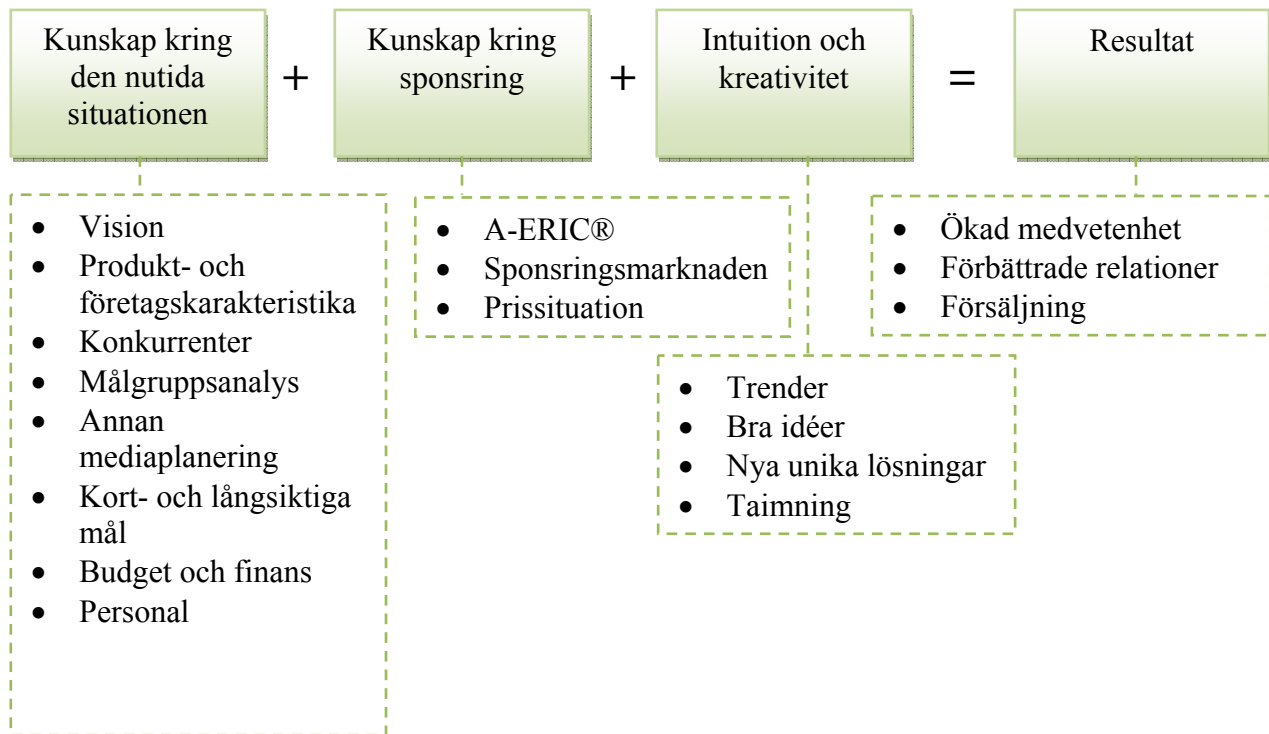 Kunskap kring
den nutida
situationen
+
Kunskap kring
sponsring
+
Intuition och
kreativitet
=
Resultat
• Vision
• Produkt- och
företagskarakteristika
• Konkurrenter
• Målgruppsanalys
• Annan
mediaplanering
• Kort- och långsiktiga
mål
• Budget och finans
• Personal
• A-ERIC®
• Sponsringsmarknaden
• Prissituation
• Trender
• Bra idéer
• Nya unika lösningar
• Taimning
• Ökad medvetenhet
• Förbättrade relationer
• Försäljning